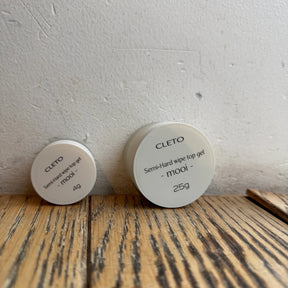 CLETO
Semi-Hard wipe top gel
- mooi -
4g
CLETO
Semi-Hard wipe top gel
- mooi -
25g